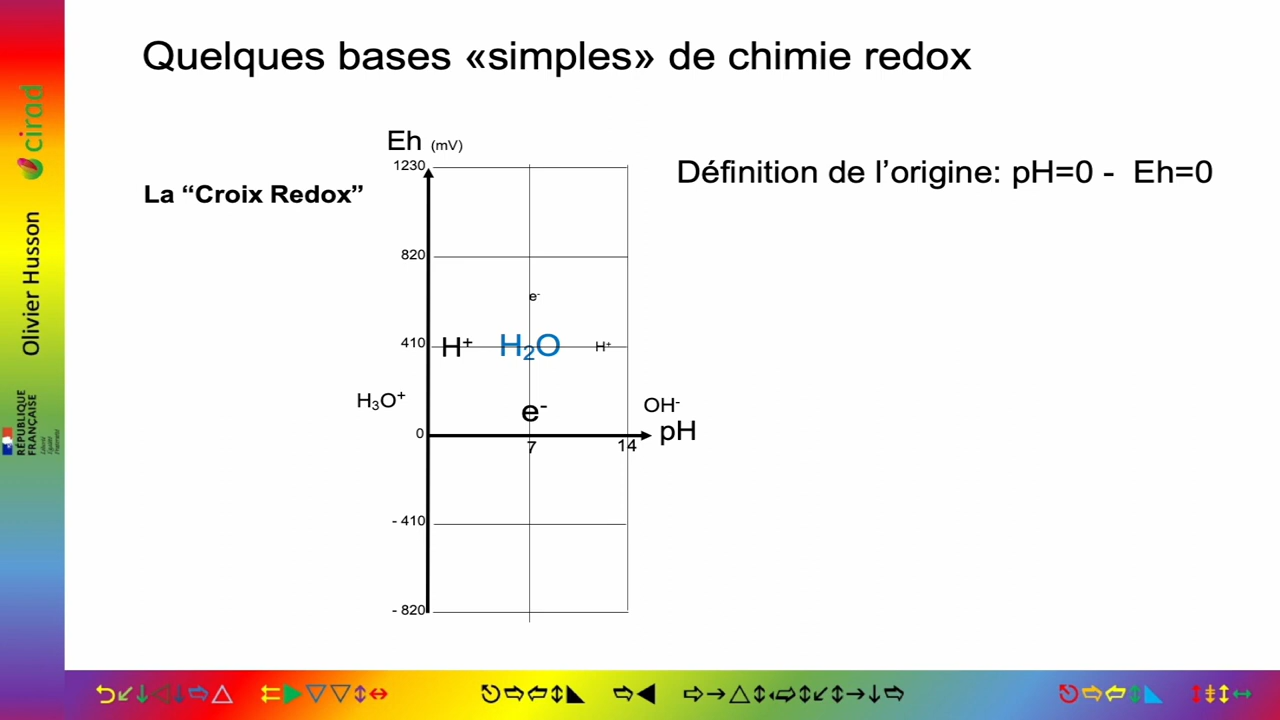 Quelques bases «simples» de chimie redox
Eh (mV)
Définition de l’origine: pH=0 - Eh=0
La “Croix Redox”
1230
820
e-
410
H+
H₂O
H+
H₃O+
e-
OH-
0
pH
7
14
- 410
- 820
cirad
Olivier Husson
RÉPUBLIQUE
FRANÇAISE